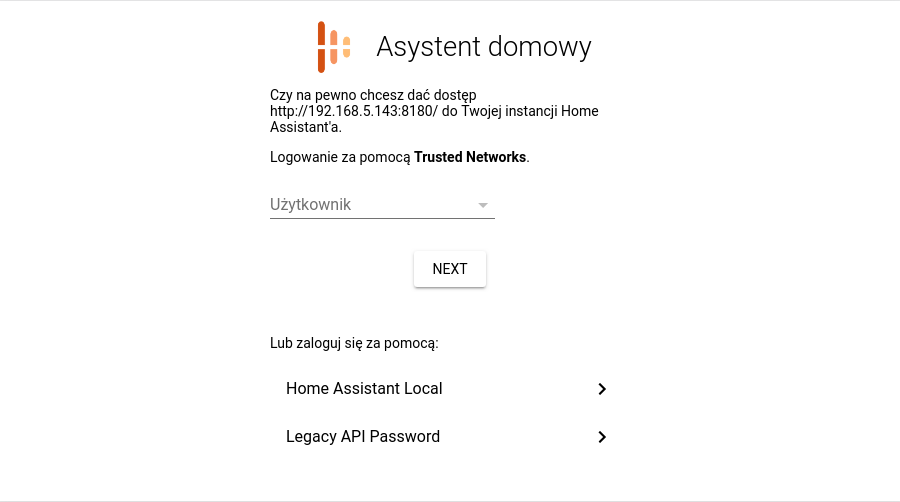 Asystent domowy
Czy na pewno chcesz dać dostęp
http://192.168.5.143:8180/ do Twojej instancji Home
Assistant'a.
Logowanie za pomocą Trusted Networks.
Użytkownik
NEXT
Lub zaloguj się za pomocą:
Home Assistant Local
Legacy API Password